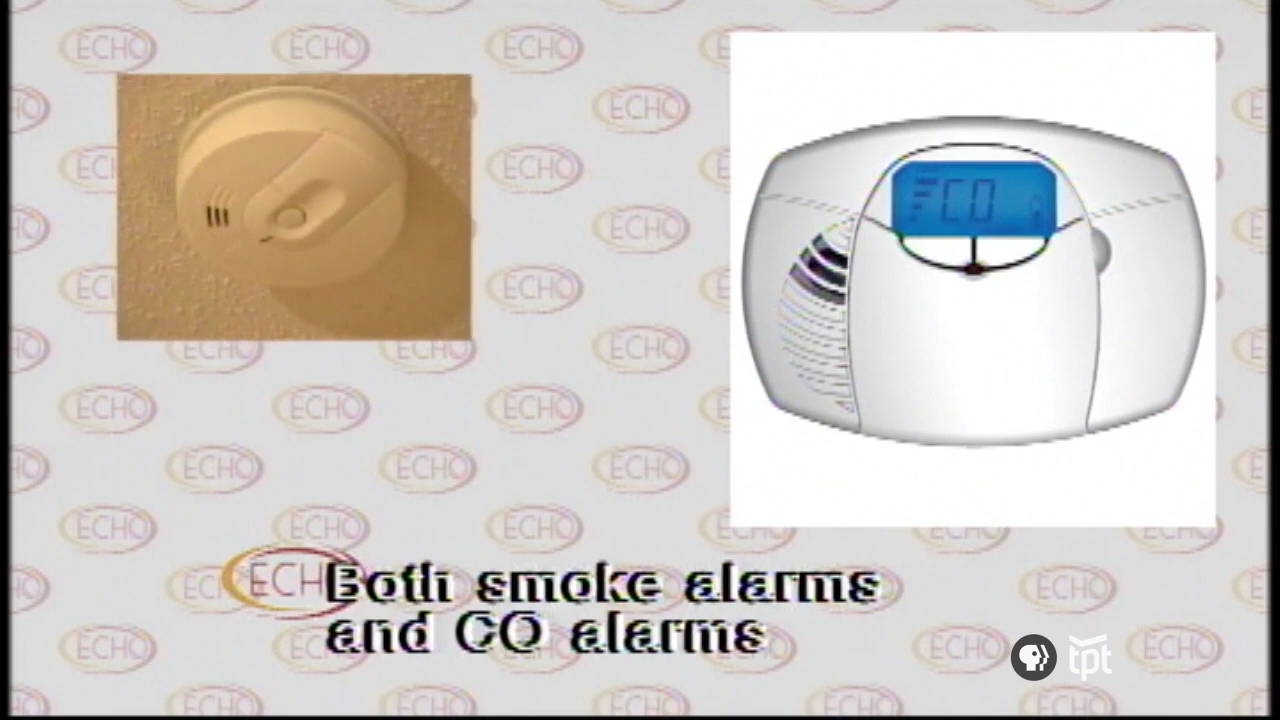 CO
ECHO
Both smoke alarms
and CO alarms
tpt